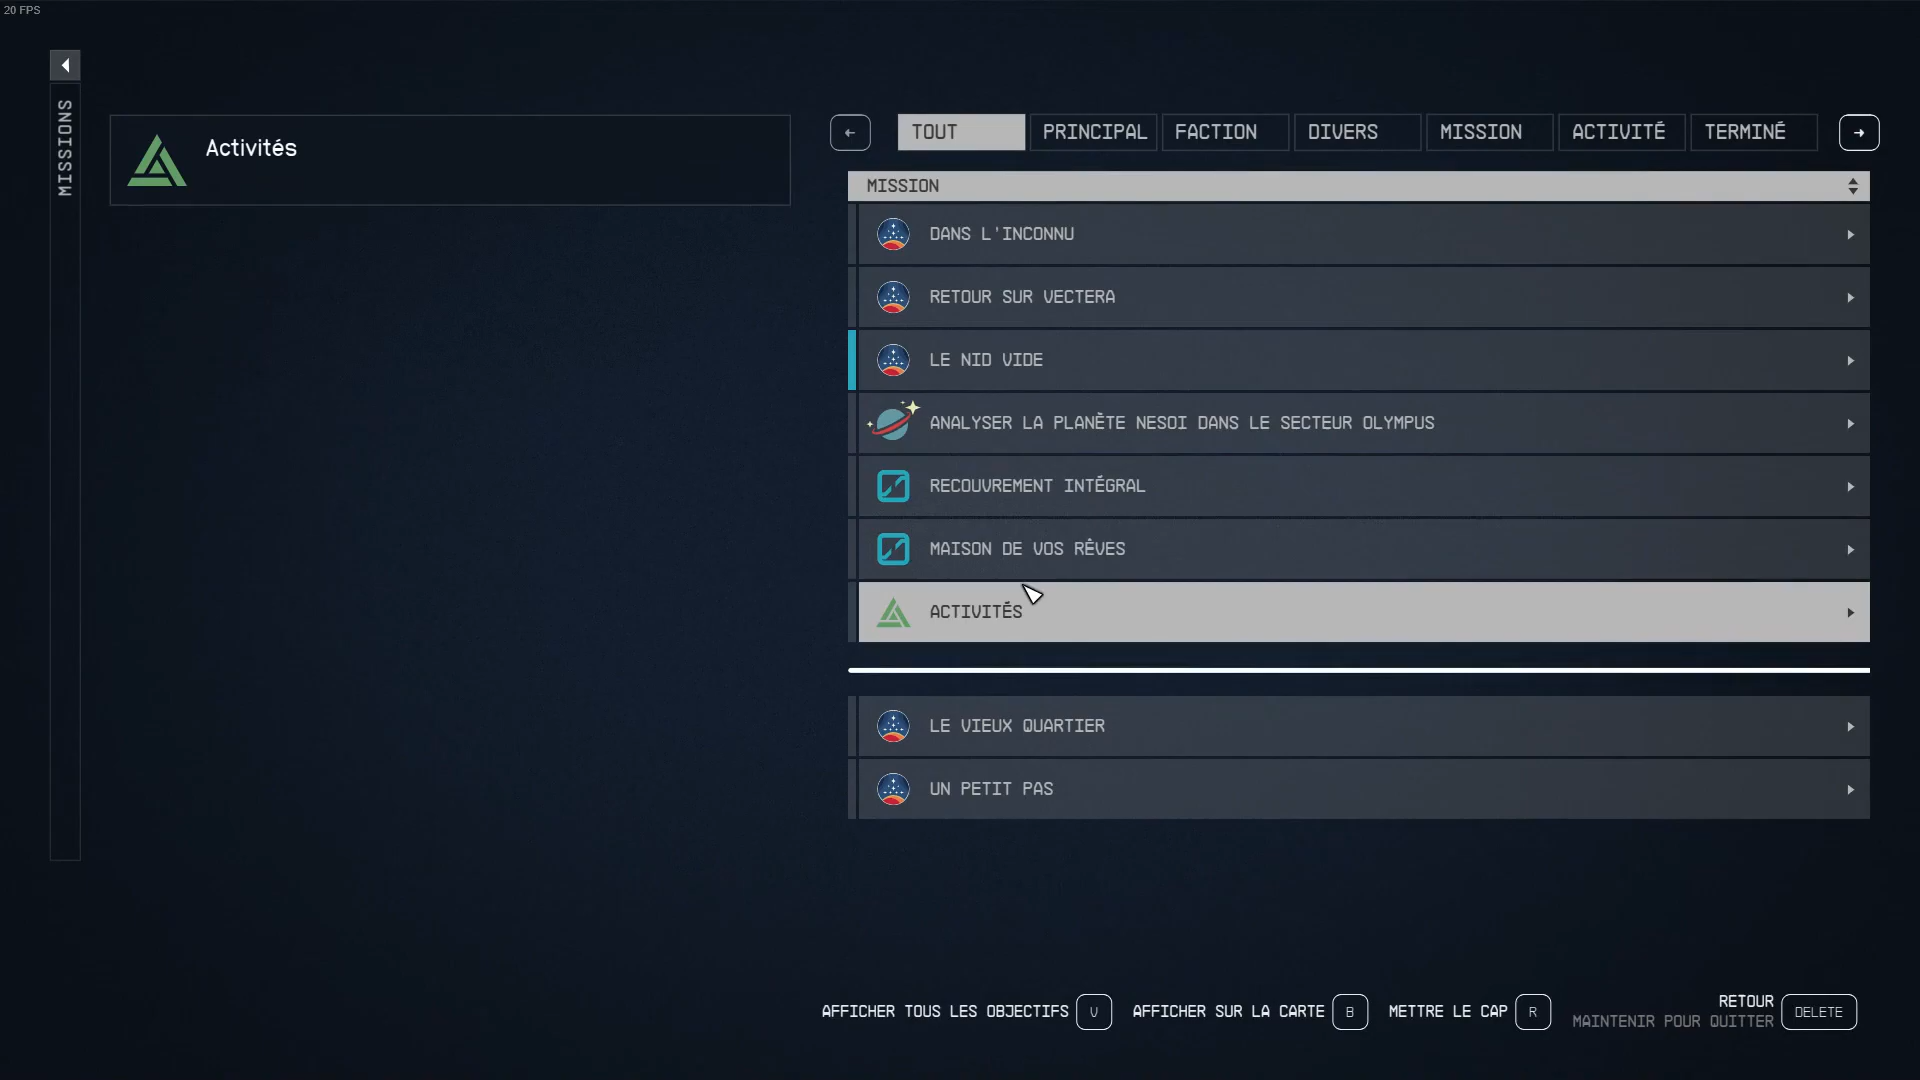 20 FPS
MISSIONS
Activités
TOUT
PRINCIPAL
FACTION
DIVERS
MISSION
ACTIVITÉ
TERMINÉ
MISSION
DANS L'INCONNU
RETOUR SUR VECTERA
LE NID VIDE
ANALYSER LA PLANÈTE NESOI DANS LE SECTEUR OLYMPUS
RECOUVREMENT INTÉGRAL
MAISON DE VOS RÊVES
ACTIVITÉS
LE VIEUX QUARTIER
UN PETIT PAS
AFFICHER TOUS LES OBJECTIFS V
AFFICHER SUR LA CARTE B
METTRE LE CAP R
RETOUR
MAINTENIR POUR QUITTER
DELETE